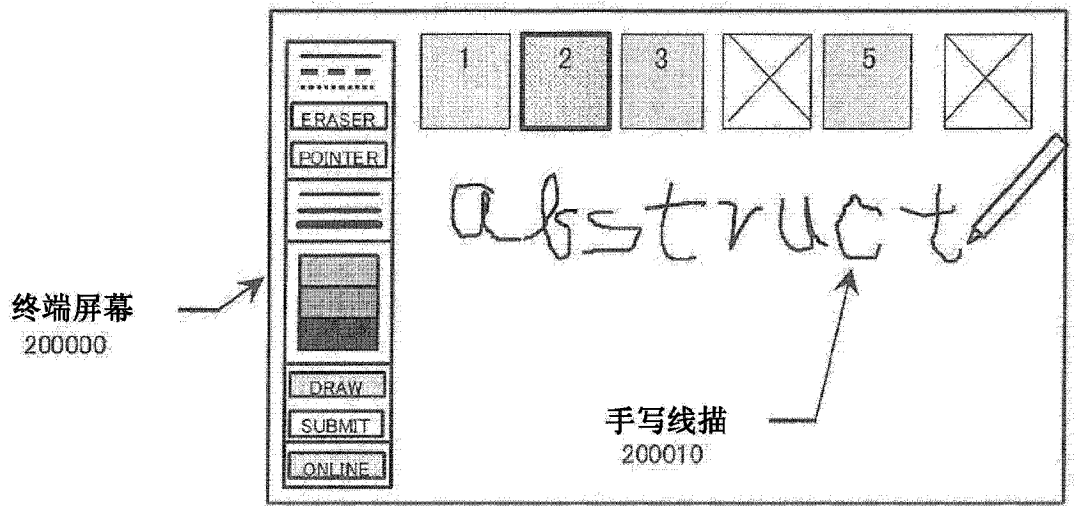 1 2 3 5
ERASER
POINTER
abstruct
终端屏幕
200000
DRAW
SUBMIT
ONLINE
手写线描
200010